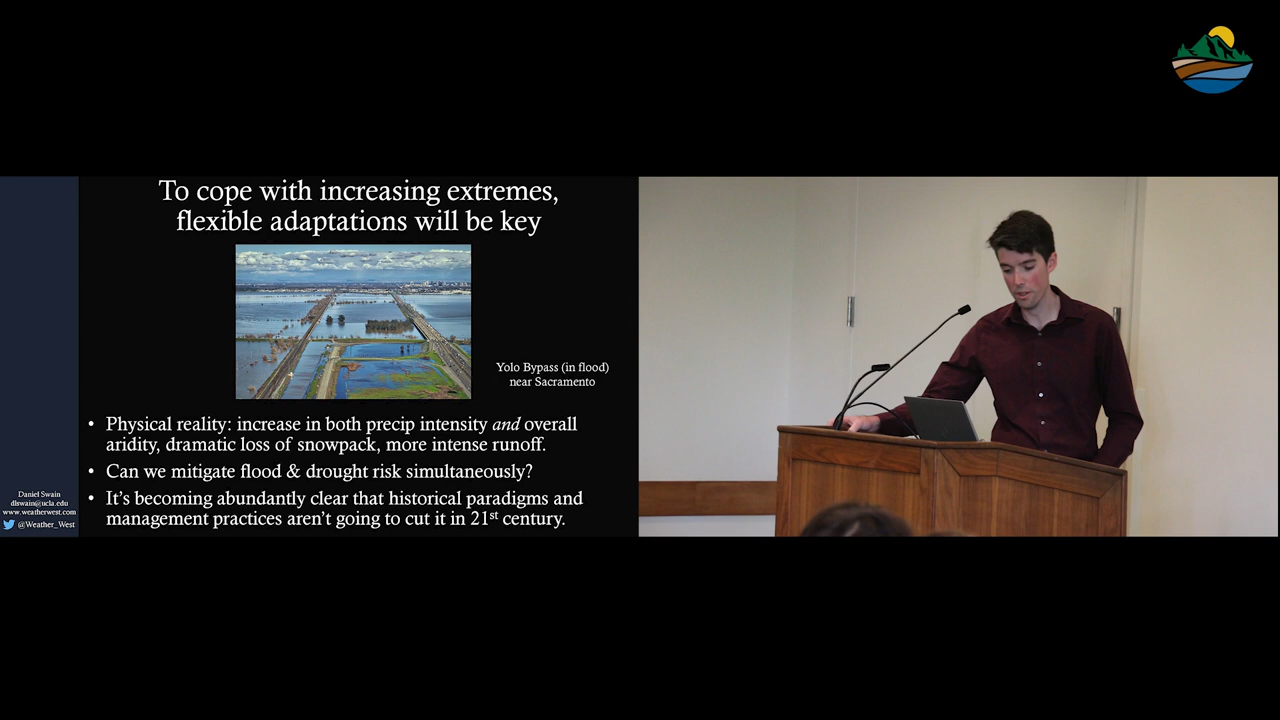 To cope with increasing extremes,
flexible adaptations will be key
Yolo Bypass (in flood)
near Sacramento
• Physical reality: increase in both precip intensity and overall
aridity, dramatic loss of snowpack, more intense runoff.
• Can we mitigate flood & drought risk simultaneously?
• It's becoming abundantly clear that historical paradigms and
management practices aren't going to cut it in 21st century.
Daniel Swain
dlswain@ucla.edu
www.weatherwest.com
@Weather_West